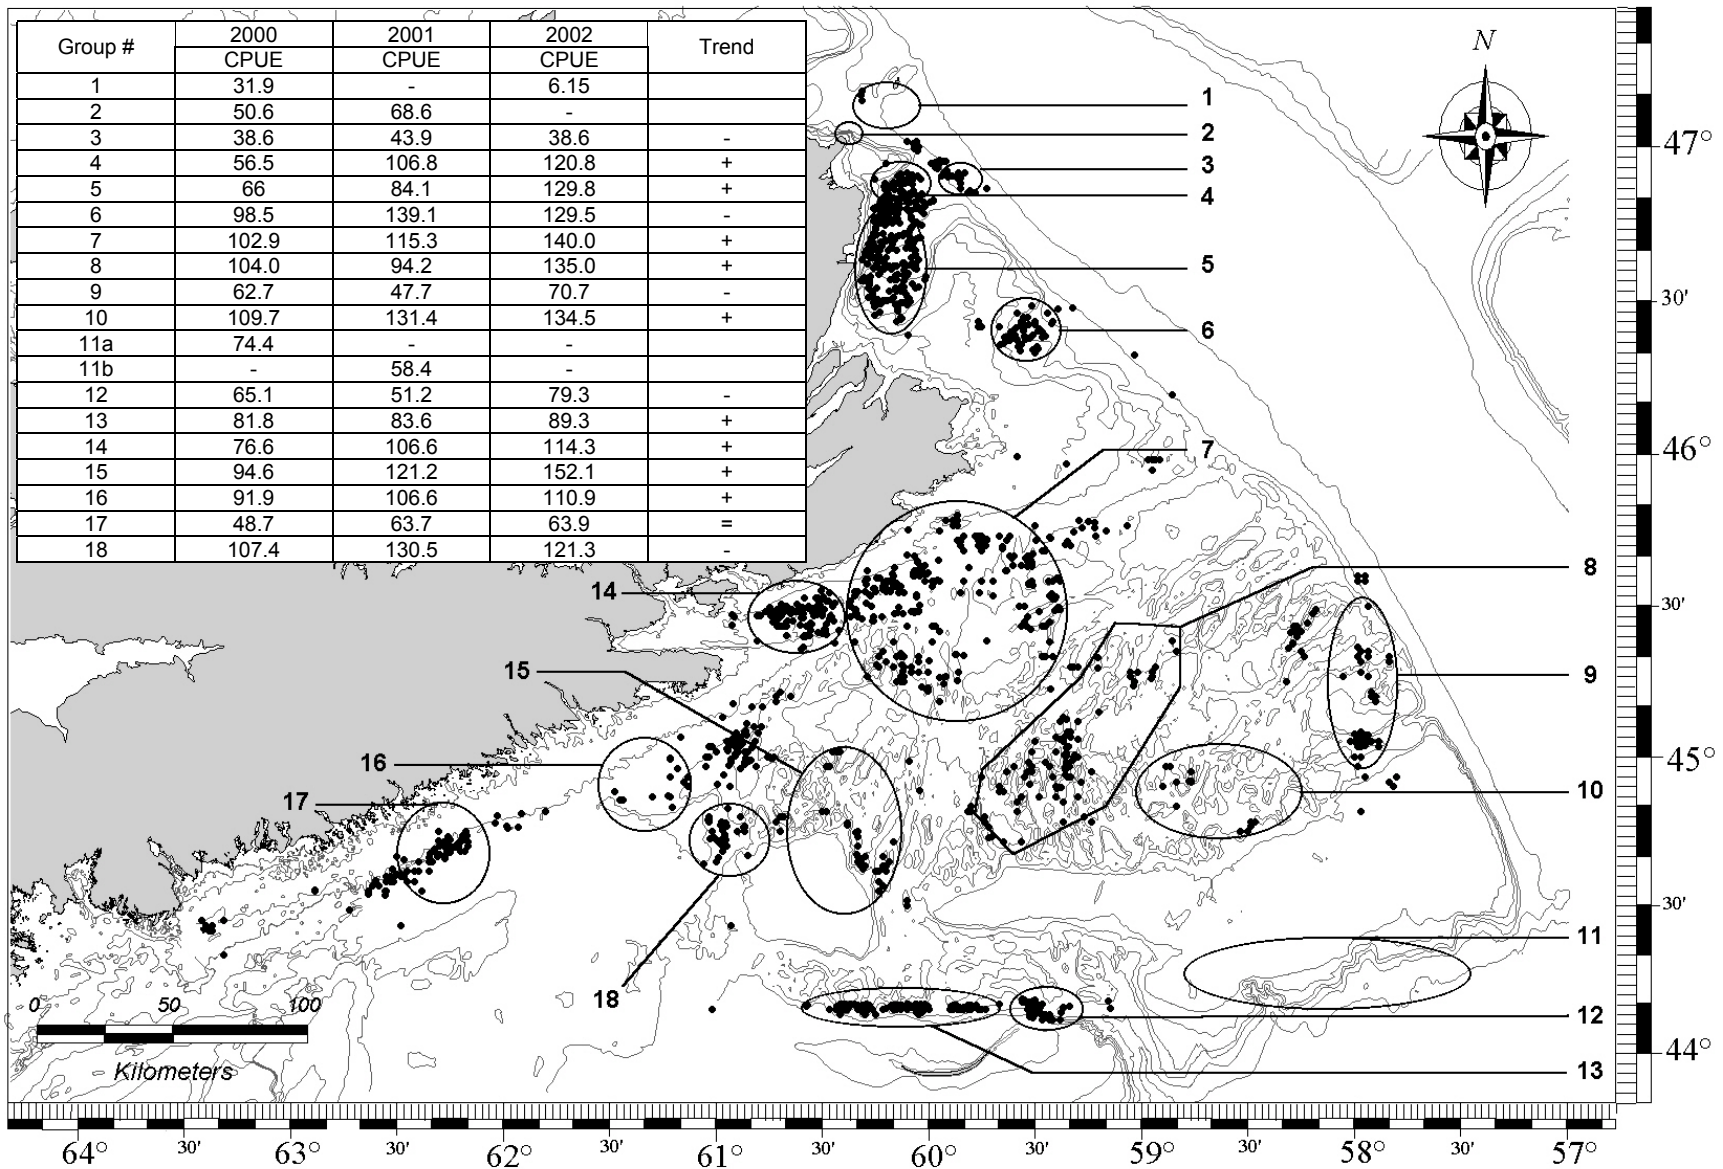 Group # 2000 2001 2002 Trend
CPUE CPUE CPUE
1 31.9 - 6.15
2 50.6 68.6 -
3 38.6 43.9 38.6 -
4 56.5 106.8 120.8 +
5 66 84.1 129.8 +
6 98.5 139.1 129.5 -
7 102.9 115.3 140.0 +
8 104.0 94.2 135.0 +
9 62.7 47.7 70.7 -
10 109.7 131.4 134.5 +
11a 74.4 - -
11b - 58.4 -
12 65.1 51.2 79.3 -
13 81.8 83.6 89.3 +
14 76.6 106.6 114.3 +
15 94.6 121.2 152.1 +
16 91.9 106.6 110.9 +
17 48.7 63.7 63.9 =
18 107.4 130.5 121.3 -
N
1
2
3
4
5
6
7
8
9
10
11
12
13
14
15
16
17
18
47°
30'
46°
30'
45°
30'
44°
0 50 100
Kilometers
64° 30' 63° 30' 62° 30' 61° 30' 60° 30' 59° 30' 58° 30' 57°